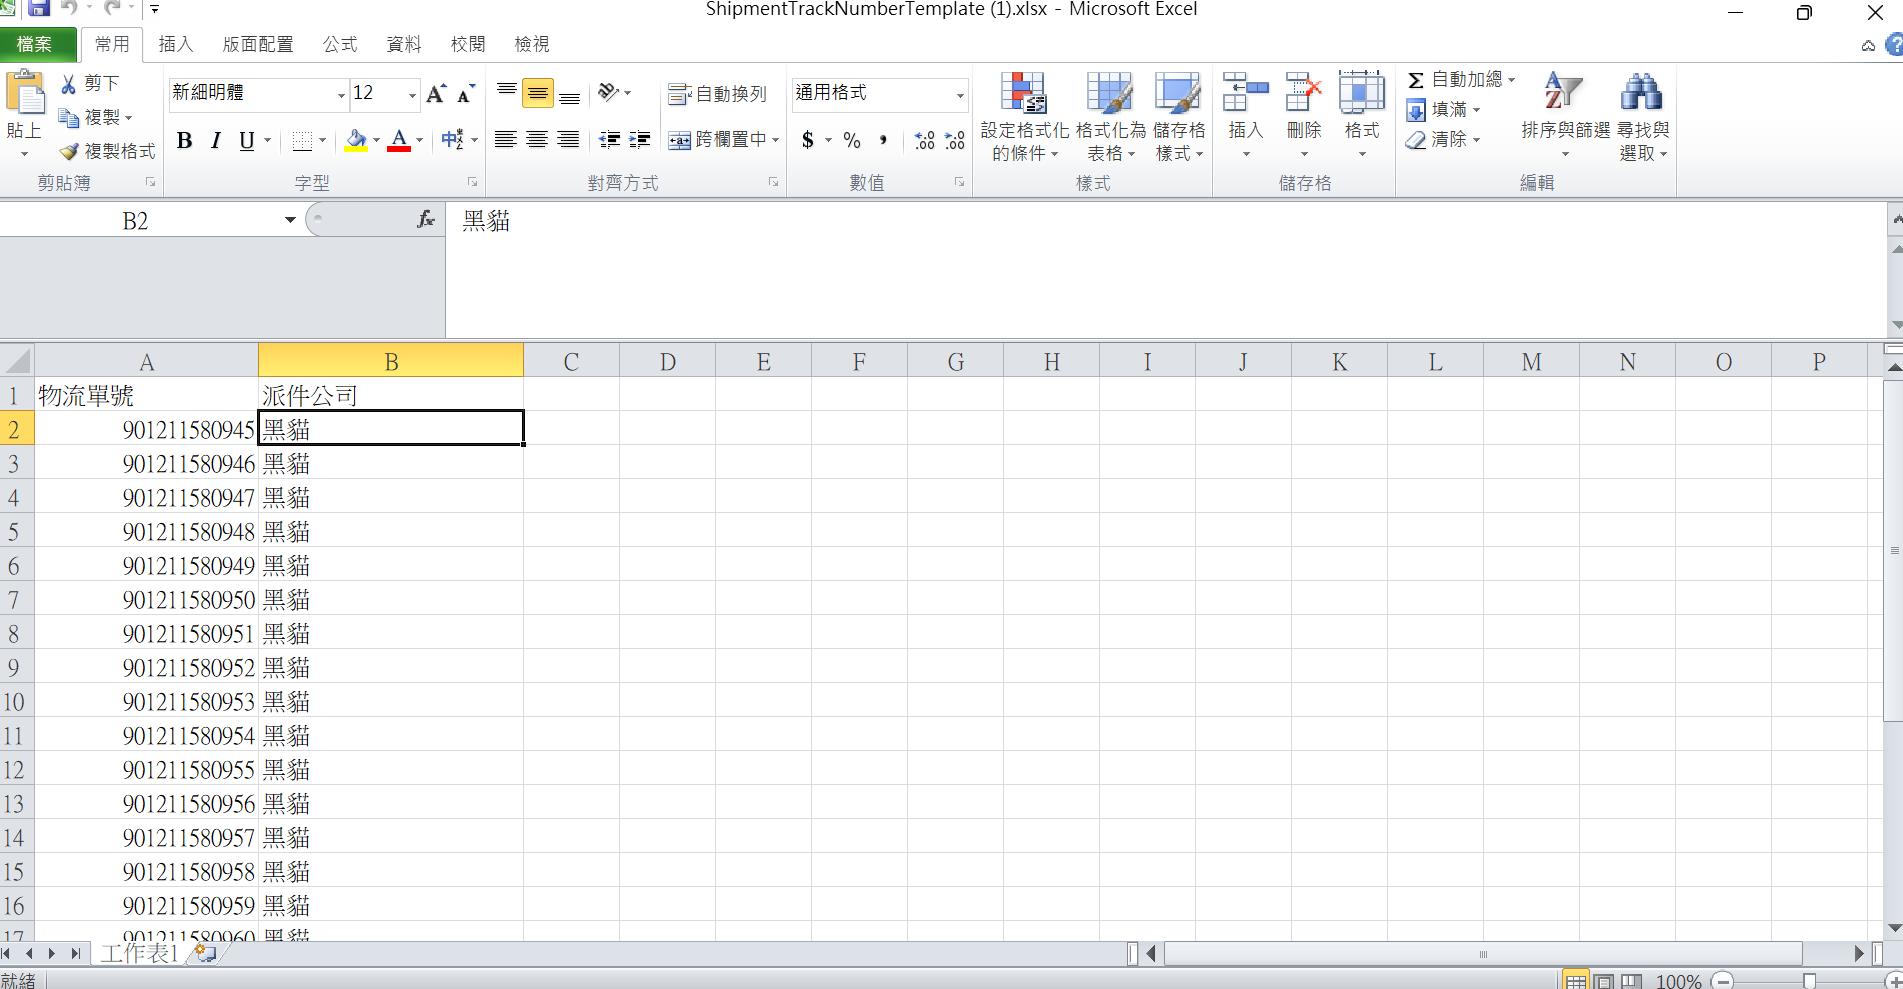 ShipmentTrackNumberTemplate (1).xlsx - Microsoft Excel
檔案 常用 插入 版面配置 公式 資料 校閱 檢視
貼上 剪下 複製 複製格式 剪貼簿
新細明體 12 B I U A 中 字型
自動換列 跨欄置中 對齊方式
通用格式 $ % , .00 .00 數值
設定格式化的條件 格式化為表格 儲存格樣式 樣式
插入 刪除 格式 儲存格
Σ 自動加總 填滿 清除 排序與篩選 尋找與選取 編輯
B2 fx 黑貓
A B C D E F G H I J K L M N O P
1 物流單號 派件公司
2 901211580945 黑貓
3 901211580946 黑貓
4 901211580947 黑貓
5 901211580948 黑貓
6 901211580949 黑貓
7 901211580950 黑貓
8 901211580951 黑貓
9 901211580952 黑貓
10 901211580953 黑貓
11 901211580954 黑貓
12 901211580955 黑貓
13 901211580956 黑貓
14 901211580957 黑貓
15 901211580958 黑貓
16 901211580959 黑貓
17 901211580960 黑貓
工作表1
就緒 100%